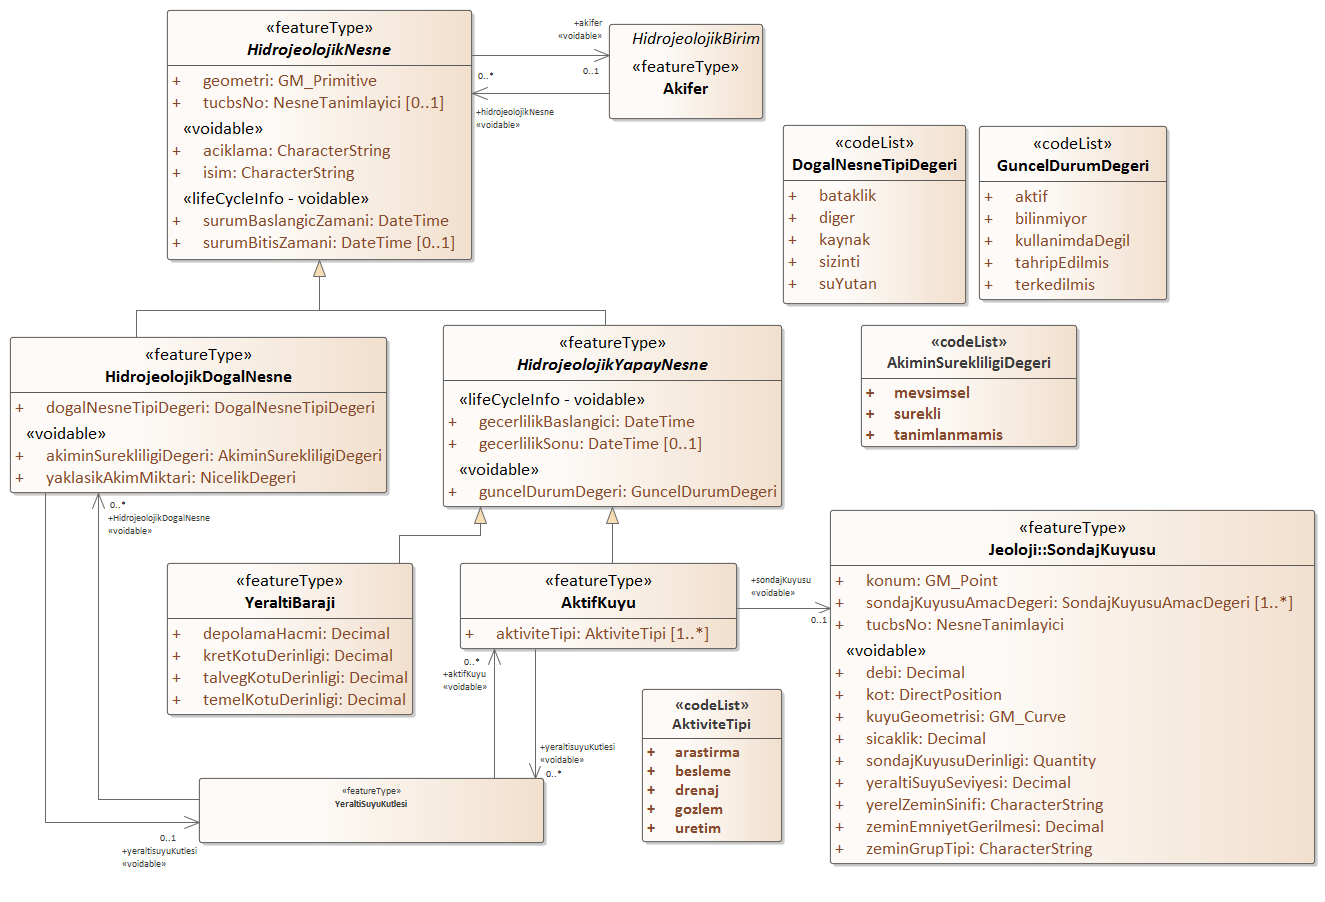 «featureType»
HidrojeolojikNesne
+ geometri: GM_Primitive
+ tucbsNo: NesneTanimlayici [0..1]
«voidable»
+ aciklama: CharacterString
+ isim: CharacterString
«lifeCycleInfo - voidable»
+ surumBaslangicZamani: DateTime
+ surumBitisZamani: DateTime [0..1]
+akifer
«voidable»
0..1
0..*
+hidrojeolojikNesne
«voidable»
HidrojeolojikBirim
«featureType»
Akifer
«codeList»
DogalNesneTipiDegeri
+ bataklik
+ diger
+ kaynak
+ sizinti
+ suYutan
«codeList»
GuncelDurumDegeri
+ aktif
+ bilinmiyor
+ kullanimdaDegil
+ tahripEdilmis
+ terkedilmis
«codeList»
AkiminSurekliligiDegeri
+ mevsimsel
+ surekli
+ tanimlanmamis
«featureType»
HidrojeolojikDogalNesne
+ dogalNesneTipiDegeri: DogalNesneTipiDegeri
«voidable»
+ akiminSurekliligiDegeri: AkiminSurekliligiDegeri
+ yaklasikAkimMiktari: NicelikDegeri
«featureType»
HidrojeolojikYapayNesne
«lifeCycleInfo - voidable»
+ gecerlilikBaslangici: DateTime
+ gecerlilikSonu: DateTime [0..1]
«voidable»
+ guncelDurumDegeri: GuncelDurumDegeri
0..*
+HidrojeolojikDogalNesne
«voidable»
«featureType»
YeraltiBaraji
+ depolamaHacmi: Decimal
+ kretKotuDerinligi: Decimal
+ talvegKotuDerinligi: Decimal
+ temelKotuDerinligi: Decimal
«featureType»
AktifKuyu
+ aktiviteTipi: AktiviteTipi [1..*]
+sondajKuyusu
«voidable»
0..1
«featureType»
Jeoloji::SondajKuyusu
+ konum: GM_Point
+ sondajKuyusuAmacDegeri: SondajKuyusuAmacDegeri [1..*]
+ tucbsNo: NesneTanimlayici
«voidable»
+ debi: Decimal
+ kot: DirectPosition
+ kuyuGeometrisi: GM_Curve
+ sicaklik: Decimal
+ sondajKuyusuDerinligi: Quantity
+ yeraltiSuyuSeviyesi: Decimal
+ yerelZeminSinifi: CharacterString
+ zeminEmniyetGerilmesi: Decimal
+ zeminGrupTipi: CharacterString
0..*
+aktifKuyu
«voidable»
+yeraltisuyuKutlesi
«voidable»
0..*
«codeList»
AktiviteTipi
+ arastirma
+ besleme
+ drenaj
+ gozlem
+ uretim
«featureType»
YeraltiSuyuKutlesi
0..1
+yeraltisuyuKutlesi
«voidable»